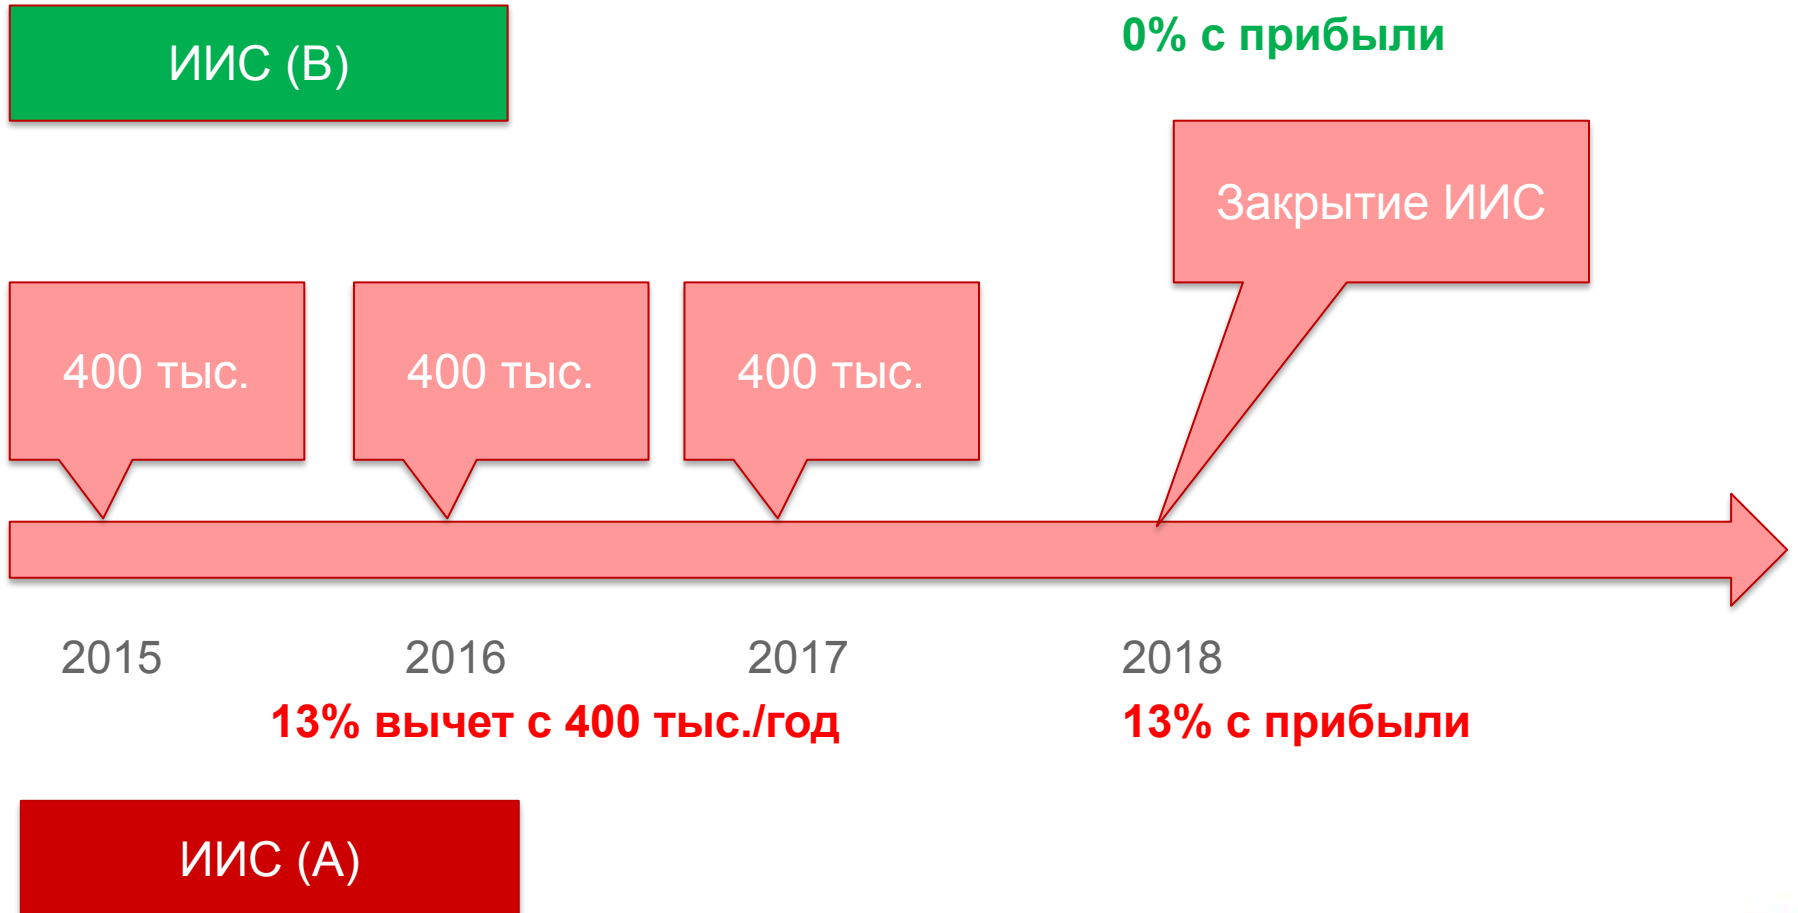 0% с прибыли
ИИС (В)
Закрытие ИИС
400 тыс.
400 тыс.
400 тыс.
2015
2016
2017
2018
13% вычет с 400 тыс./год
13% с прибыли
ИИС (А)